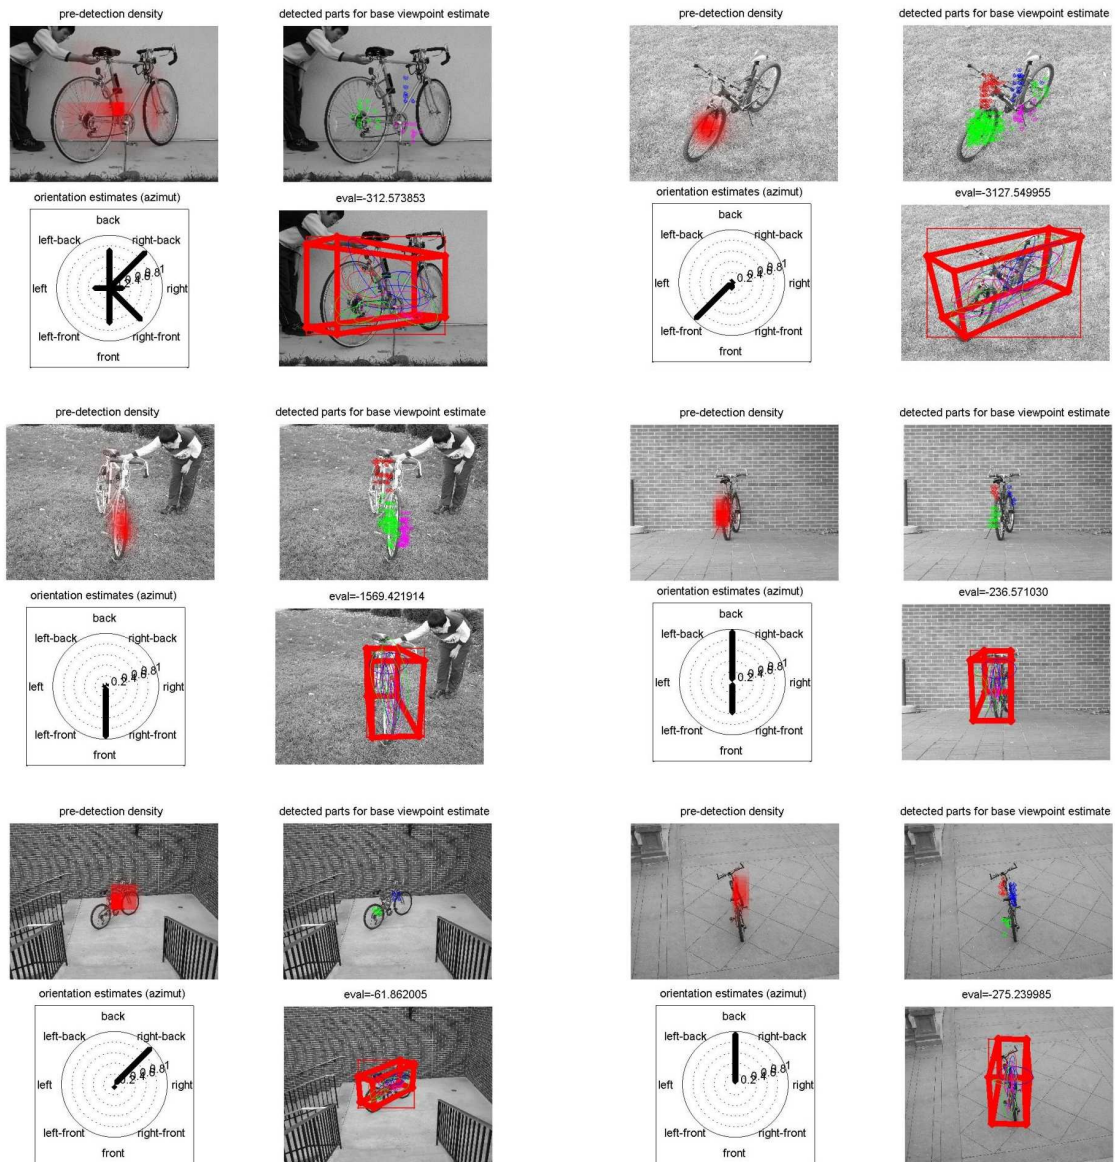 pre-detection density
detected parts for base viewpoint estimate
orientation estimates (azimut)
back
left-back
right-back
left
right
left-front
right-front
front
eval=-312.573853
pre-detection density
detected parts for base viewpoint estimate
orientation estimates (azimut)
back
left-back
right-back
0.2
left
right
left-front
right-front
front
eval=-3127.549955
pre-detection density
detected parts for base viewpoint estimate
orientation estimates (azimut)
back
left-back
right-back
0.2
left
right
left-front
right-front
front
eval=-1569.421914
pre-detection density
detected parts for base viewpoint estimate
orientation estimates (azimut)
back
left-back
right-back
0.2
left
right
left-front
right-front
front
eval=-236.571030
pre-detection density
detected parts for base viewpoint estimate
orientation estimates (azimut)
back
left-back
right-back
left
right
left-front
right-front
front
eval=-61.862005
pre-detection density
detected parts for base viewpoint estimate
orientation estimates (azimut)
back
left-back
right-back
0.2
left
right
left-front
right-front
front
eval=-275.239985